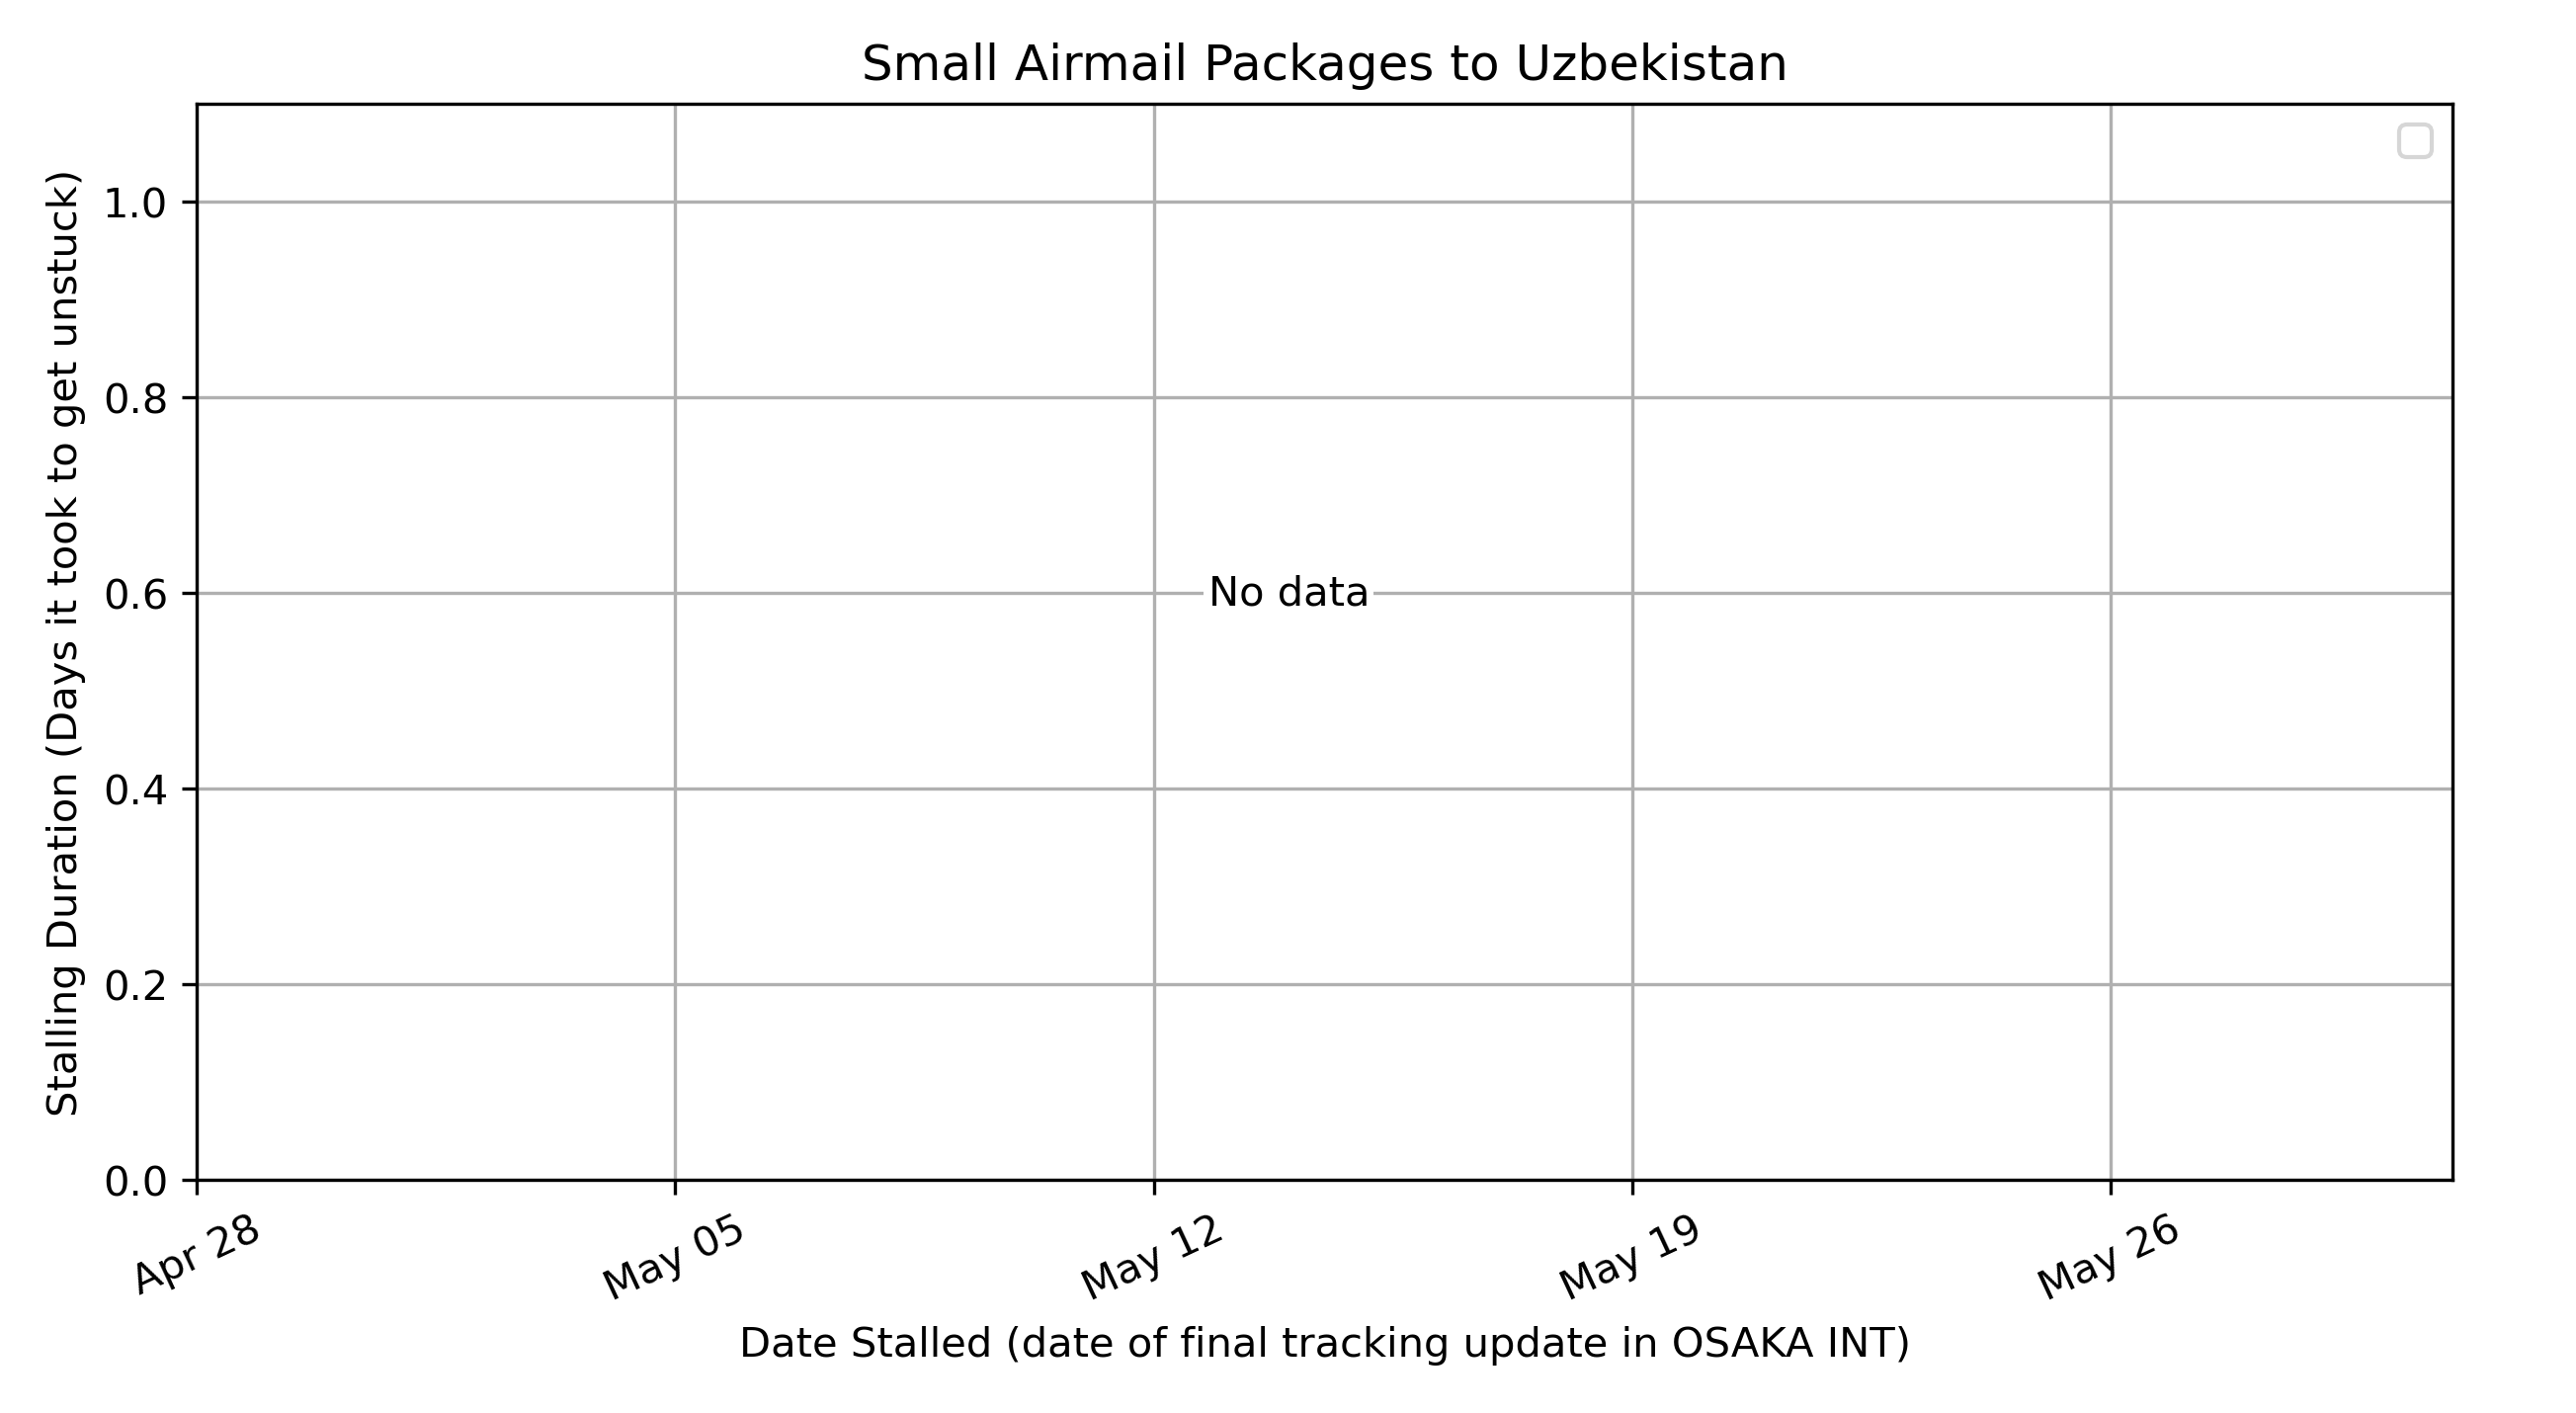 Small Airmail Packages to Uzbekistan
Stalling Duration (Days it took to get unstuck)
1.0
0.8
0.6
0.4
0.2
0.0
No data
Apr 28
May 05
May 12
May 19
May 26
Date Stalled (date of final tracking update in OSAKA INT)